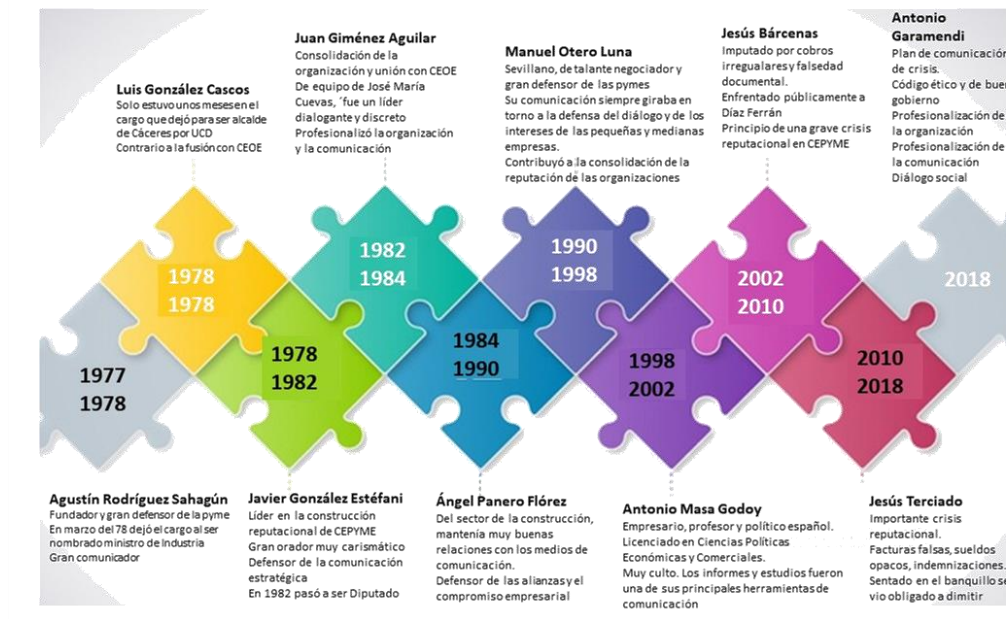 Luis González Cascos
Solo estuvo unos meses en el
cargo que dejó para ser alcalde
de Cáceres por UCD
Contrario a la fusión con CEOE
Juan Giménez Aguilar
Consolidación de la
organización y unión con CEOE
De equipo de José María
Cuevas, ´fue un líder
dialogante y discreto
Profesionalizó la organización
y la comunicación
Manuel Otero Luna
Sevillano, de talante negociador y
gran defensor de las pymes
Su comunicación siempre giraba en
torno a la defensa del diálogo y de los
intereses de las pequeñas y medianas
empresas.
Contribuyó a la consolidación de la
reputación de las organizaciones
Jesús Bárcenas
Imputado por cobros
irregualares y falsedad
documental.
Enfrentado públicamente a
Díaz Ferrán
Principio de una grave crisis
reputacional en CEPYME
Antonio
Garamendi
Plan de comunicación
de crisis.
Código ético y de buen
gobierno
Profesionalización de
la organización
Profesionalización de
la comunicación
Diálogo social
1977
1978
1978
1978
1978
1982
1982
1984
1984
1990
1990
1998
1998
2002
2002
2010
2010
2018
2018
Agustín Rodríguez Sahagún
Fundador y gran defensor de la pyme
En marzo del 78 dejó el cargo al ser
nombrado ministro de Industria
Gran comunicador
Javier González Estéfani
Líder en la construcción
reputacional de CEPYME
Gran orador muy carismático
Defensor de la comunicación
estratégica
En 1982 pasó a ser Diputado
Ángel Panero Flórez
Del sector de la construcción,
mantenía muy buenas
relaciones con los medios de
comunicación.
Defensor de las alianzas y el
compromiso empresarial
Antonio Masa Godoy
Empresario, profesor y político español.
Licenciado en Ciencias Políticas
Económicas y Comerciales.
Muy culto. Los informes y estudios fueron
una de sus principales herramientas de
comunicación
Jesús Terciado
Importante crisis
reputacional.
Facturas falsas, sueldos
opacos, indemnizaciones.
Sentado en el banquillo se
vio obligado a dimitir